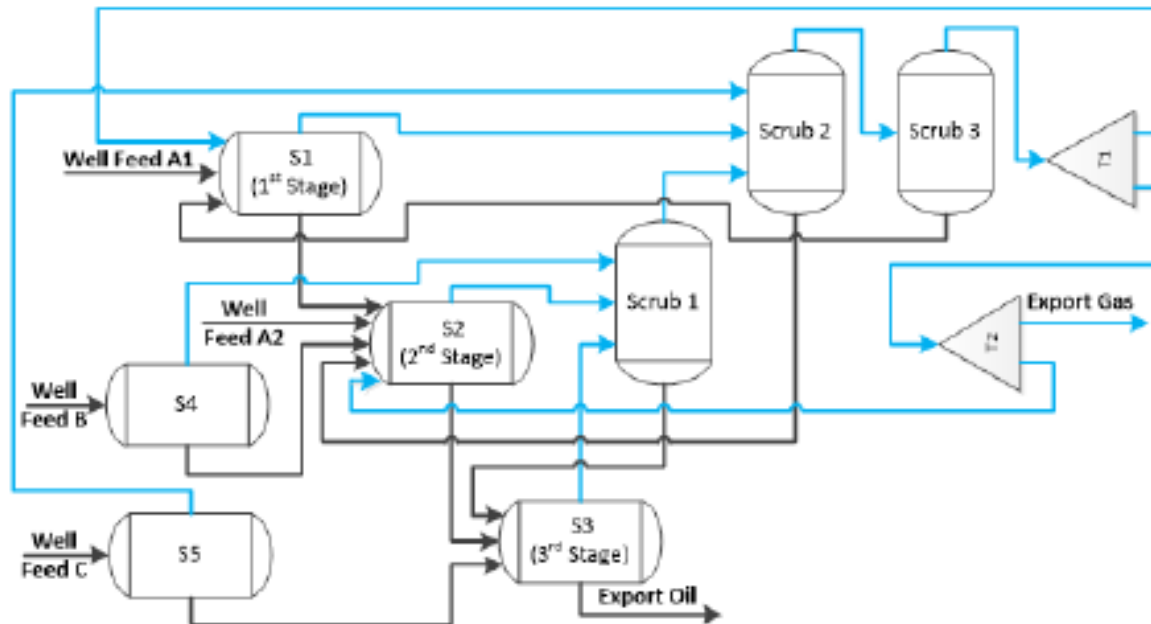 Scrub 2
Scrub 3
Well Feed A1
S1
(1st Stage)
T1
Scrub 1
Export Gas
Well
Feed A2
S2
(2nd Stage)
T2
Well
Feed B
S4
Well
Feed C
S5
S3
(3rd Stage)
Export Oil